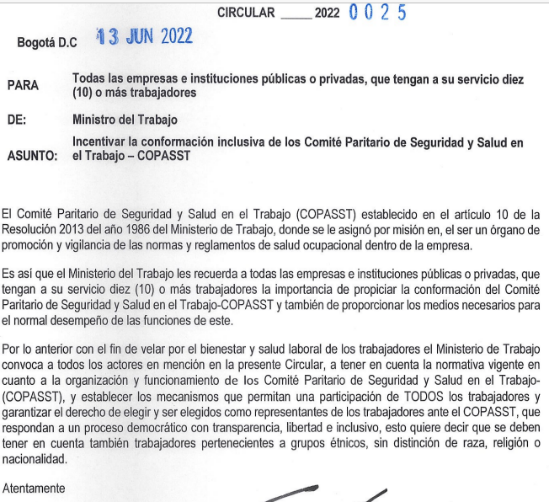 CIRCULAR _____ 2022 0025
Bogotá D.C 13 JUN 2022
PARA Todas las empresas e instituciones públicas o privadas, que tengan a su servicio diez
(10) o más trabajadores
DE: Ministro del Trabajo
Incentivar la conformación inclusiva de los Comité Paritario de Seguridad y Salud en
ASUNTO: el Trabajo – COPASST
El Comité Paritario de Seguridad y Salud en el Trabajo (COPASST) establecido en el artículo 10 de la
Resolución 2013 del año 1986 del Ministerio de Trabajo, donde se le asignó por misión en, el ser un órgano de
promoción y vigilancia de las normas y reglamentos de salud ocupacional dentro de la empresa.
Es así que el Ministerio del Trabajo les recuerda a todas las empresas e instituciones públicas o privadas, que
tengan a su servicio diez (10) o más trabajadores la importancia de propiciar la conformación del Comité
Paritario de Seguridad y Salud en el Trabajo-COPASST y también de proporcionar los medios necesarios para
el normal desempeño de las funciones de este.
Por lo anterior con el fin de velar por el bienestar y salud laboral de los trabajadores el Ministerio de Trabajo
convoca a todos los actores en mención en la presente Circular, a tener en cuenta la normativa vigente en
cuanto a la organización y funcionamiento de los Comité Paritario de Seguridad y Salud en el Trabajo-
(COPASST), y establecer los mecanismos que permitan una participación de TODOS los trabajadores y
garantizar el derecho de elegir y ser elegidos como representantes de los trabajadores ante el COPASST, que
respondan a un proceso democrático con transparencia, libertad e inclusivo, esto quiere decir que se deben
tener en cuenta también trabajadores pertenecientes a grupos étnicos, sin distinción de raza, religión o
nacionalidad.
Atentamente